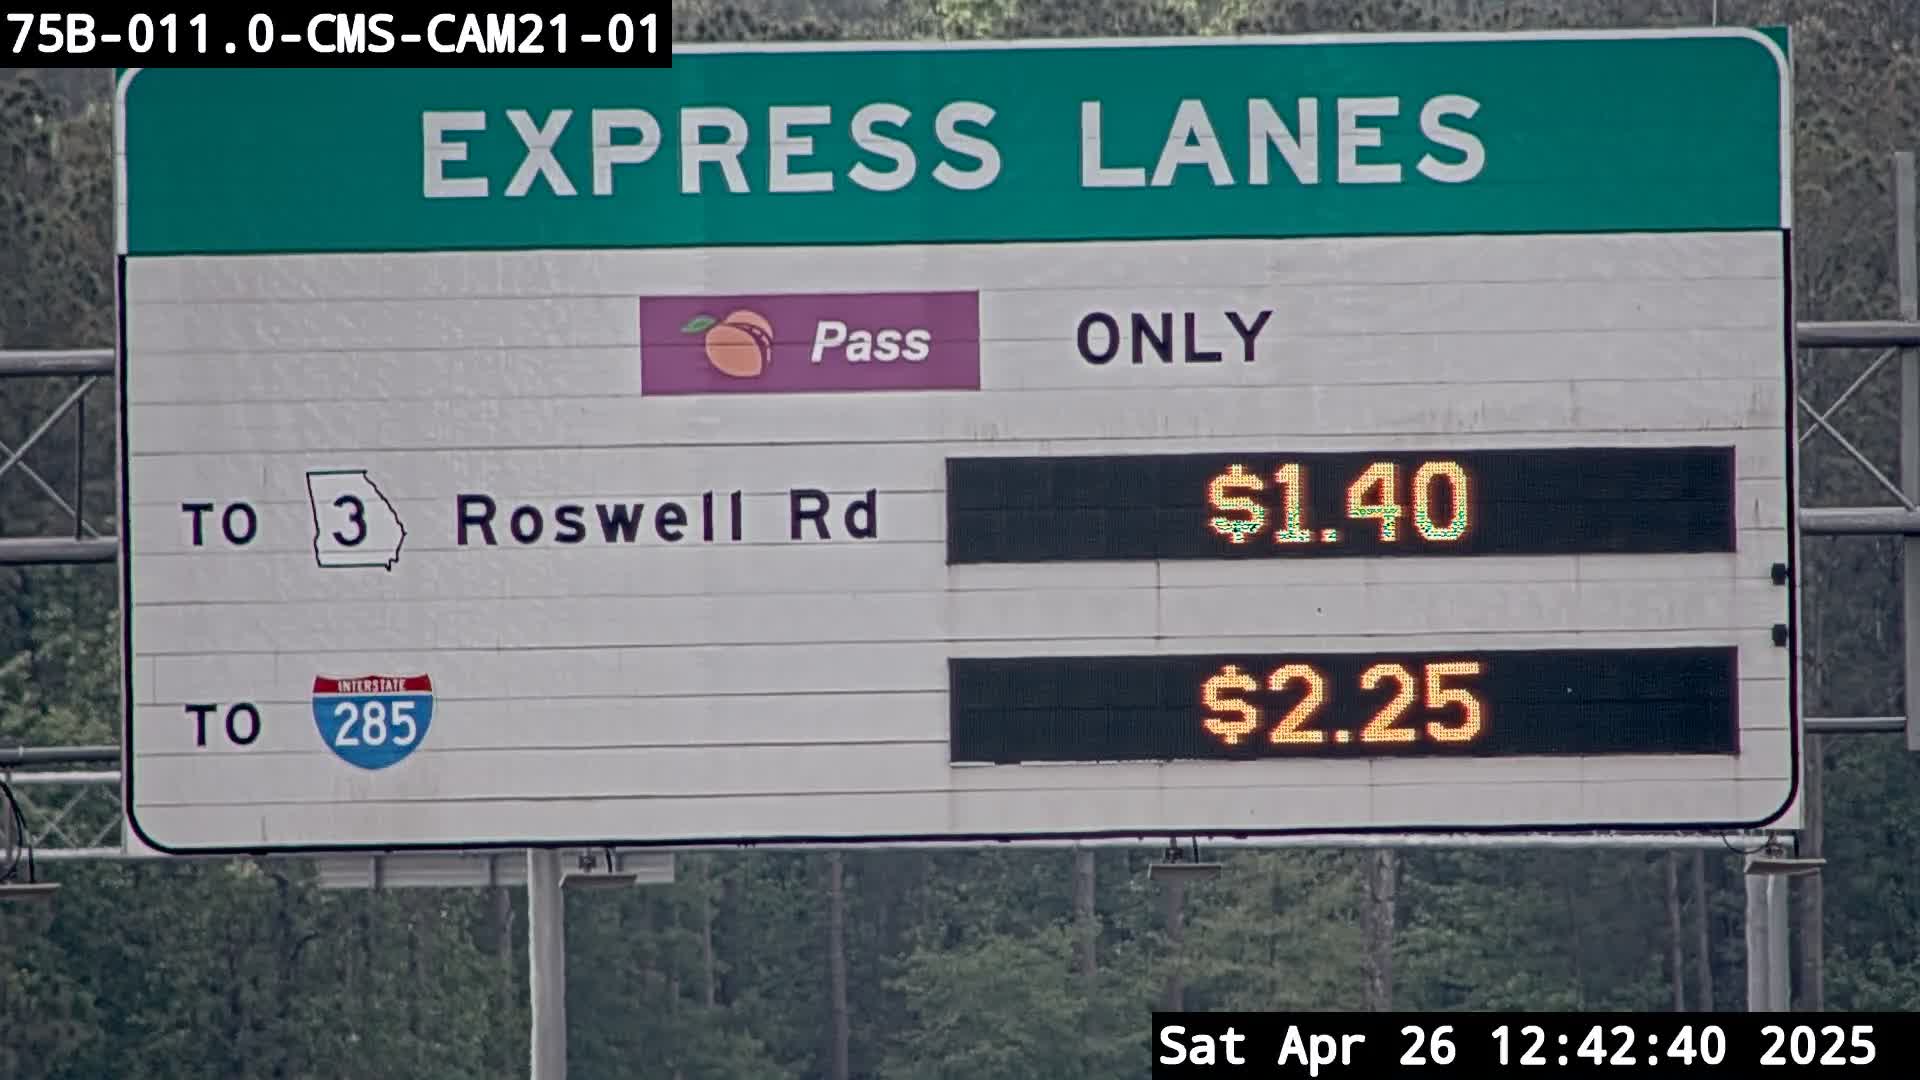 75B-011.0-CMS-CAM21-01
EXPRESS LANES
Pass ONLY
TO 3 Roswell Rd $1.40
TO INTERSTATE 285 $2.25
Sat Apr 26 12:42:40 2025